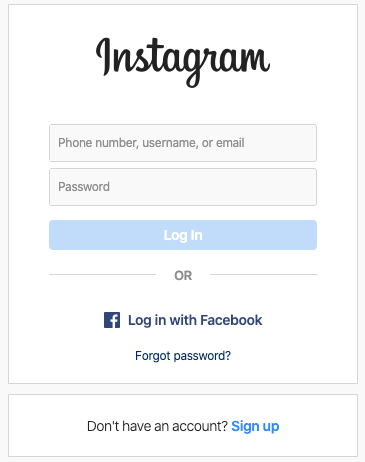 Instagram
Phone number, username, or email
Password
Log In
OR
Log in with Facebook
Forgot password?
Don't have an account? Sign up